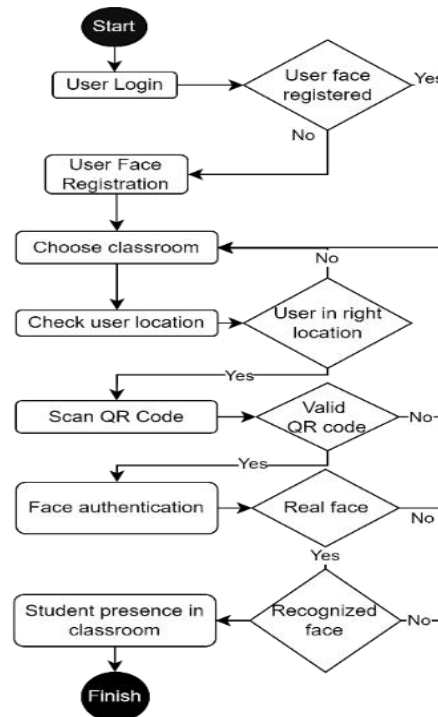 Start
User Login
User face
registered
Yes
No
User Face
Registration
Choose classroom
No
Check user location
User in right
location
Yes
Scan QR Code
Valid
QR code
No
Yes
Face authentication
Real face
No
Yes
Student presence in
classroom
Recognized
face
No
Finish